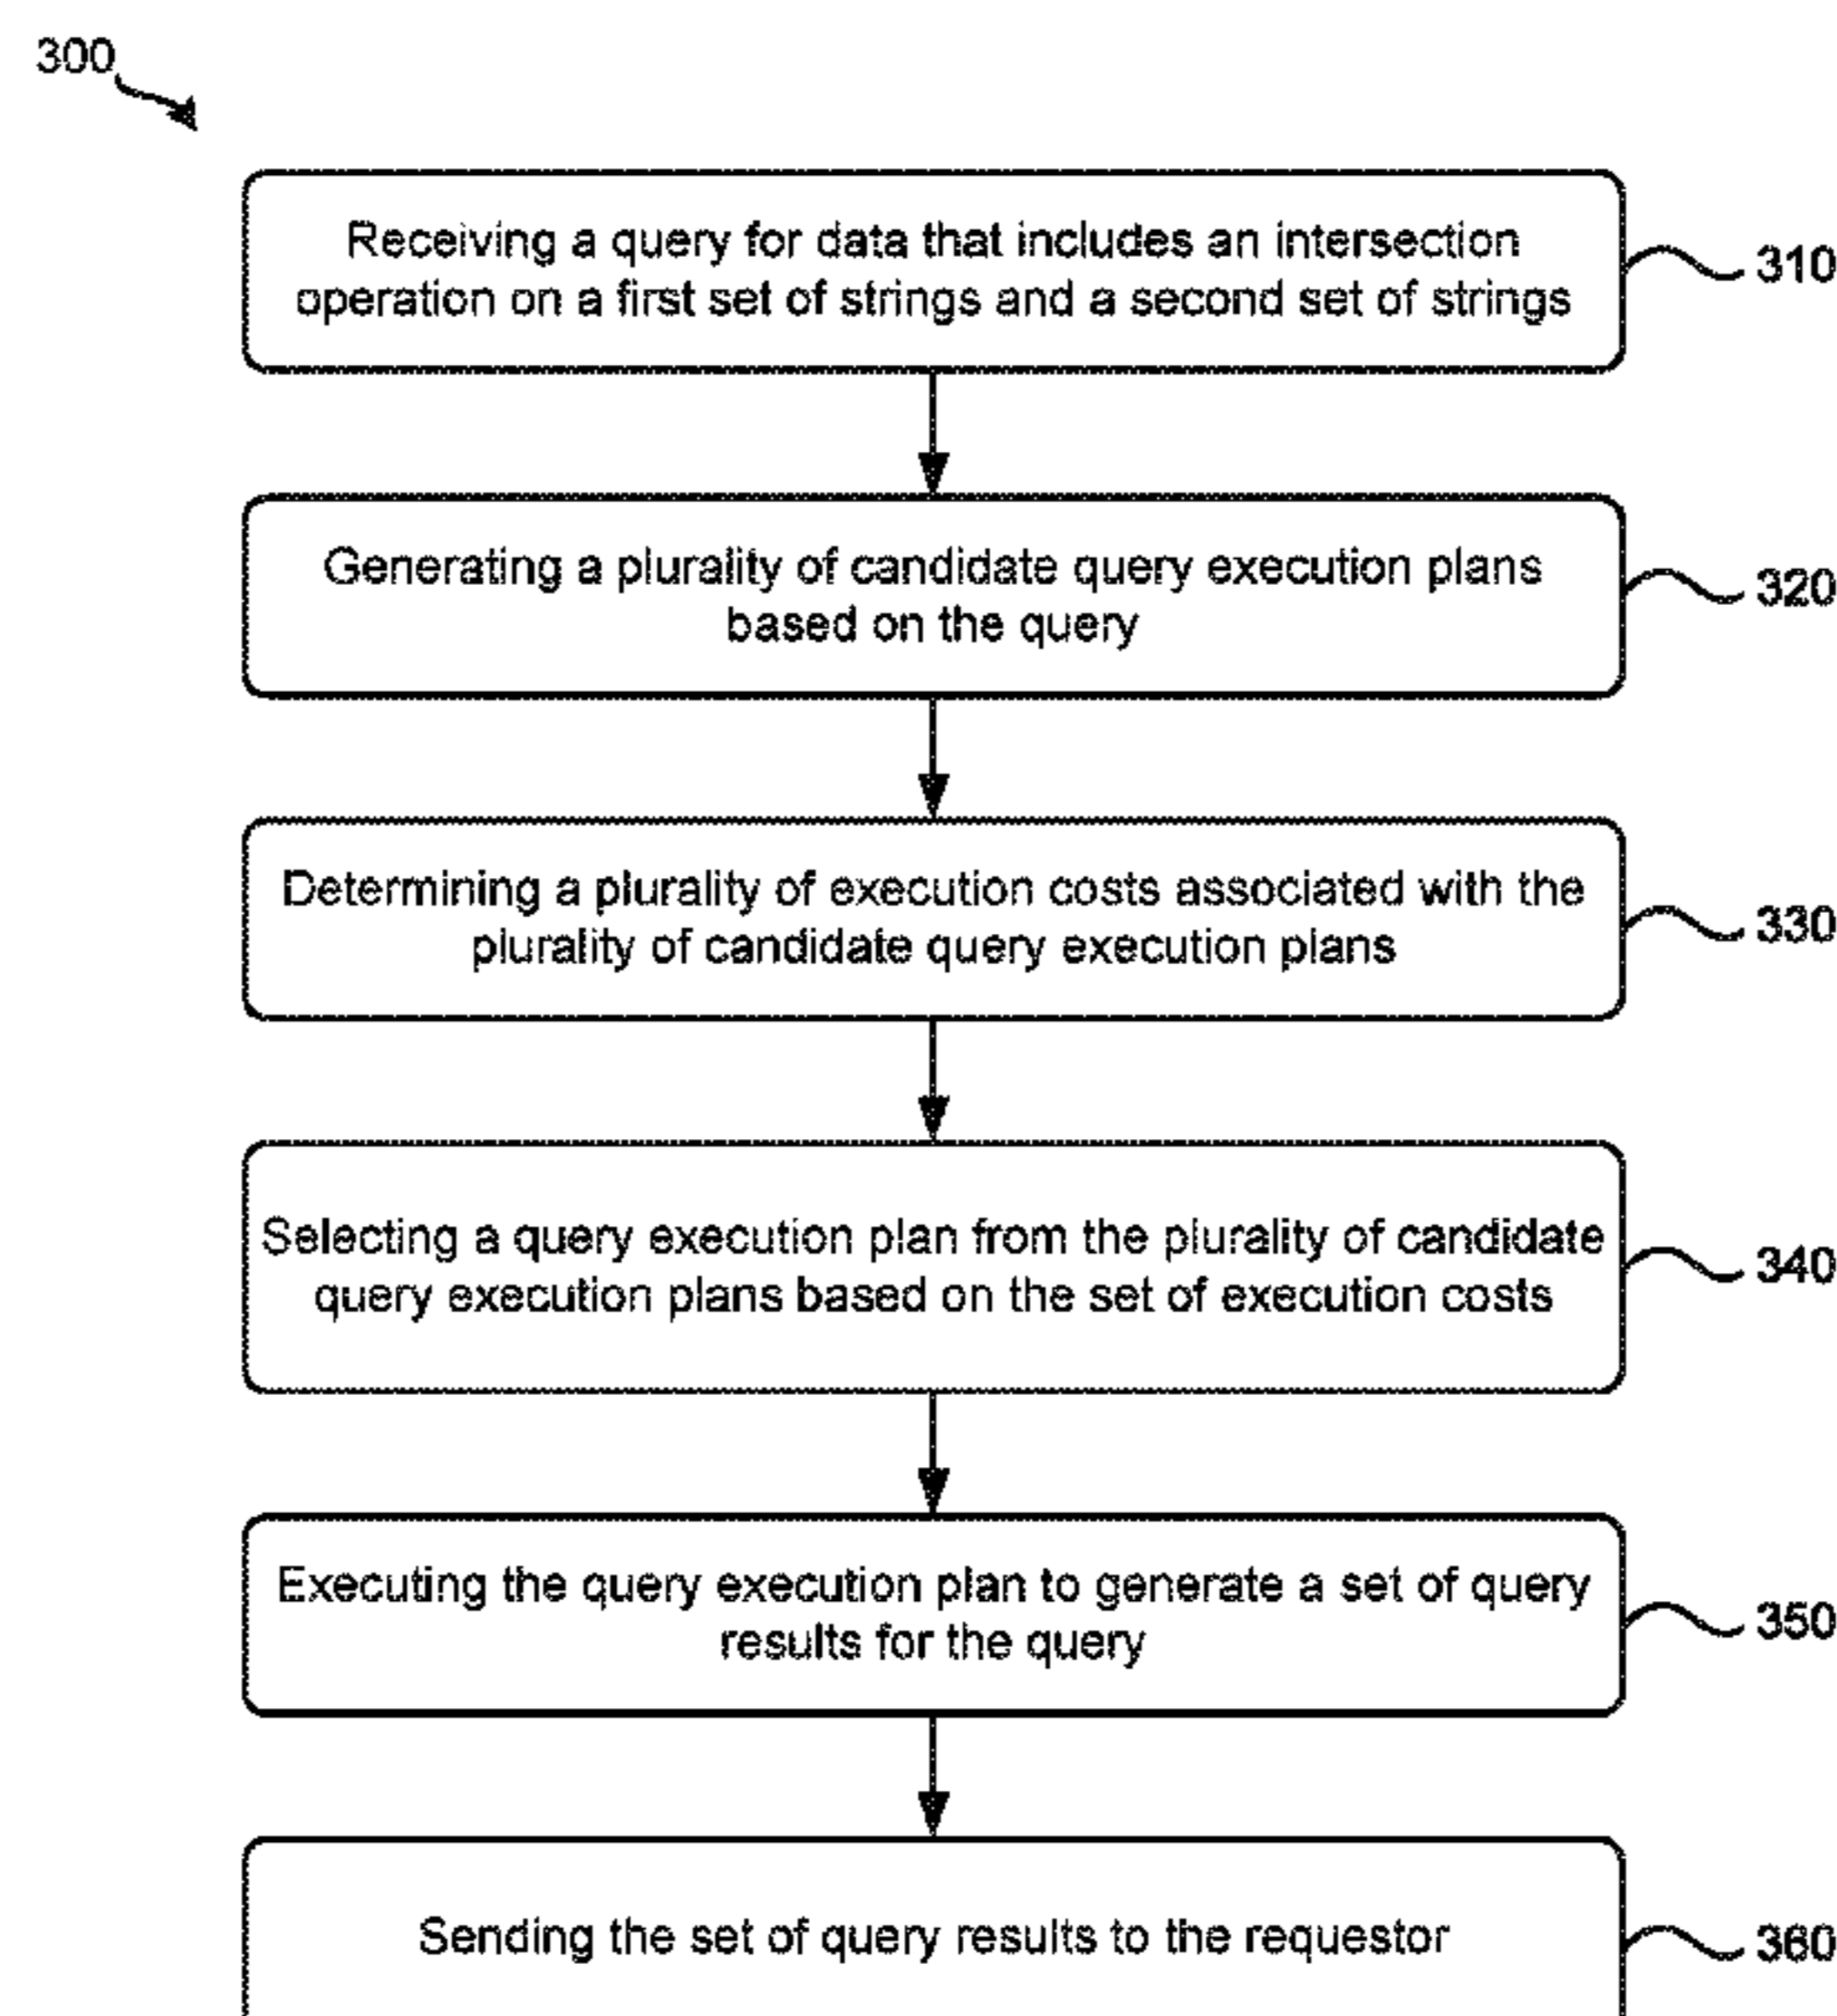 300
Receiving a query for data that includes an intersection
operation on a first set of strings and a second set of strings
310
Generating a plurality of candidate query execution plans
based on the query
320
Determining a plurality of execution costs associated with the
plurality of candidate query execution plans
330
Selecting a query execution plan from the plurality of candidate
query execution plans based on the set of execution costs
340
Executing the query execution plan to generate a set of query
results for the query
350
Sending the set of query results to the requestor
360